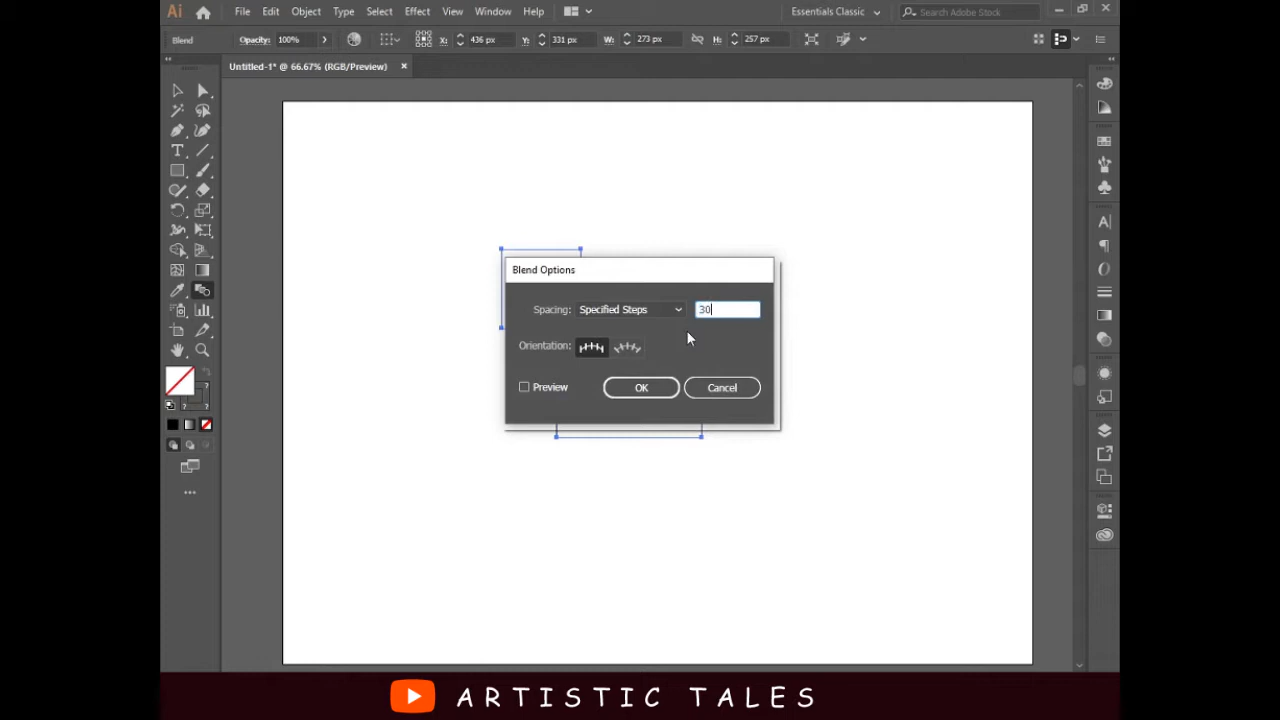 Ai File Edit Object Type Select Effect View Window Help Essentials Classic Search Adobe Stock
Blend Opacity: 100% X: 436 px Y: 331 px W: 273 px H: 257 px
Untitled-1* @ 66.67% (RGB/Preview)
Blend Options
Spacing: Specified Steps 30
Orientation:
Preview OK Cancel
ARTISTIC TALES